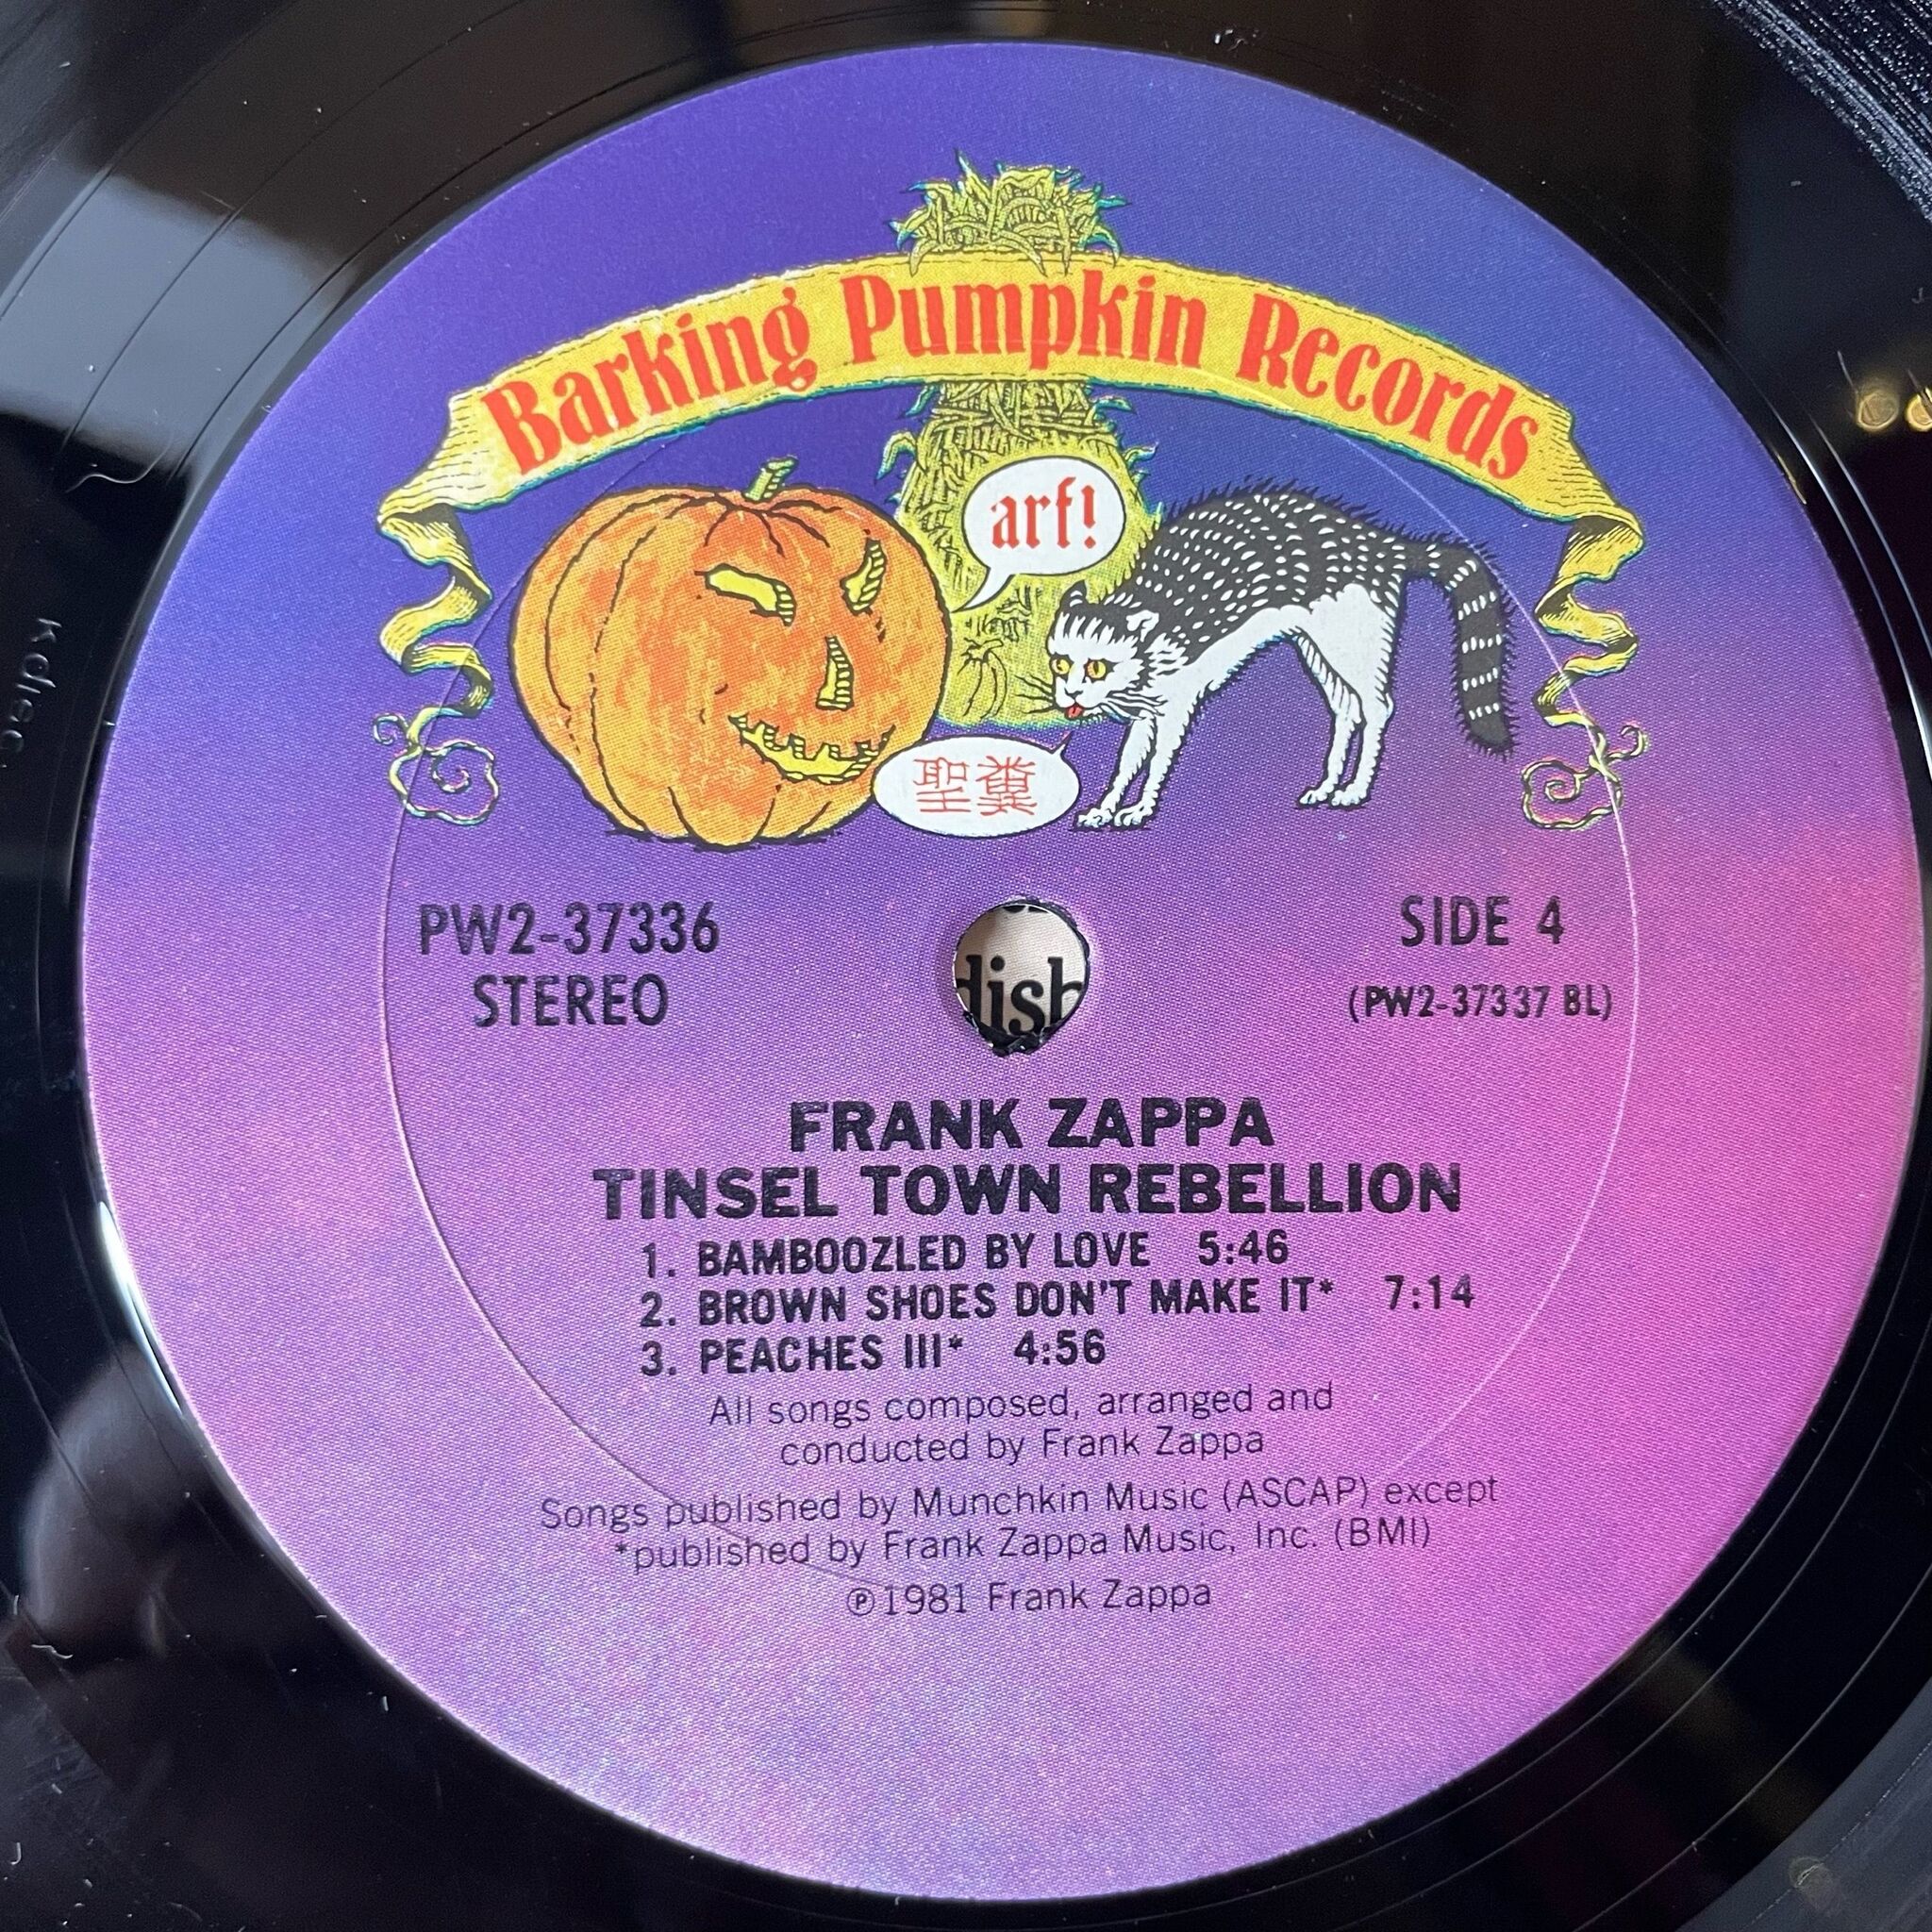 Barking Pumpkin Records
arf!
聖糞
PW2-37336
STEREO
SIDE 4
(PW2-37337 BL)
FRANK ZAPPA
TINSEL TOWN REBELLION
1. BAMBOOZLED BY LOVE 5:46
2. BROWN SHOES DON'T MAKE IT* 7:14
3. PEACHES III* 4:56
All songs composed, arranged and
conducted by Frank Zappa
Songs published by Munchkin Music (ASCAP) except
*published by Frank Zappa Music, Inc. (BMI)
℗1981 Frank Zappa